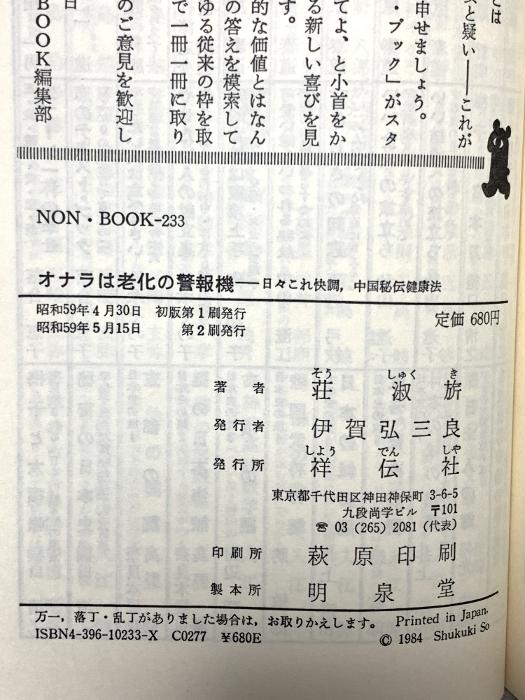 とは
と疑い――これが
申せましょう。
・ブック」がスタ
てよ、と小首をか
る新しい喜びを見
す。
的な価値とはなん
の答えを模索して
ゆる従来の枠を取
で一冊一冊に取り
のご意見を歓迎し
日
BOOK編集部
NON・BOOK-233
オナラは老化の警報機――日々これ快調，中国秘伝健康法
昭和59年4月30日 初版第1刷発行
昭和59年5月15日 第2刷発行
定価 680円
そう しゅく き
著者 荘 淑 旂
発行者 伊賀弘三良
しよう でん しや
発行所 祥伝社
東京都千代田区神田神保町 3-6-5
九段尚学ビル 〒101
☎ 03 (265) 2081 (代表)
印刷所 萩原印刷
製本所 明泉堂
万一，落丁・乱丁がありました場合は，お取りかえします。 Printed in Japan.
ISBN4-396-10233-X C0277 ¥680E © 1984 Shukuki So